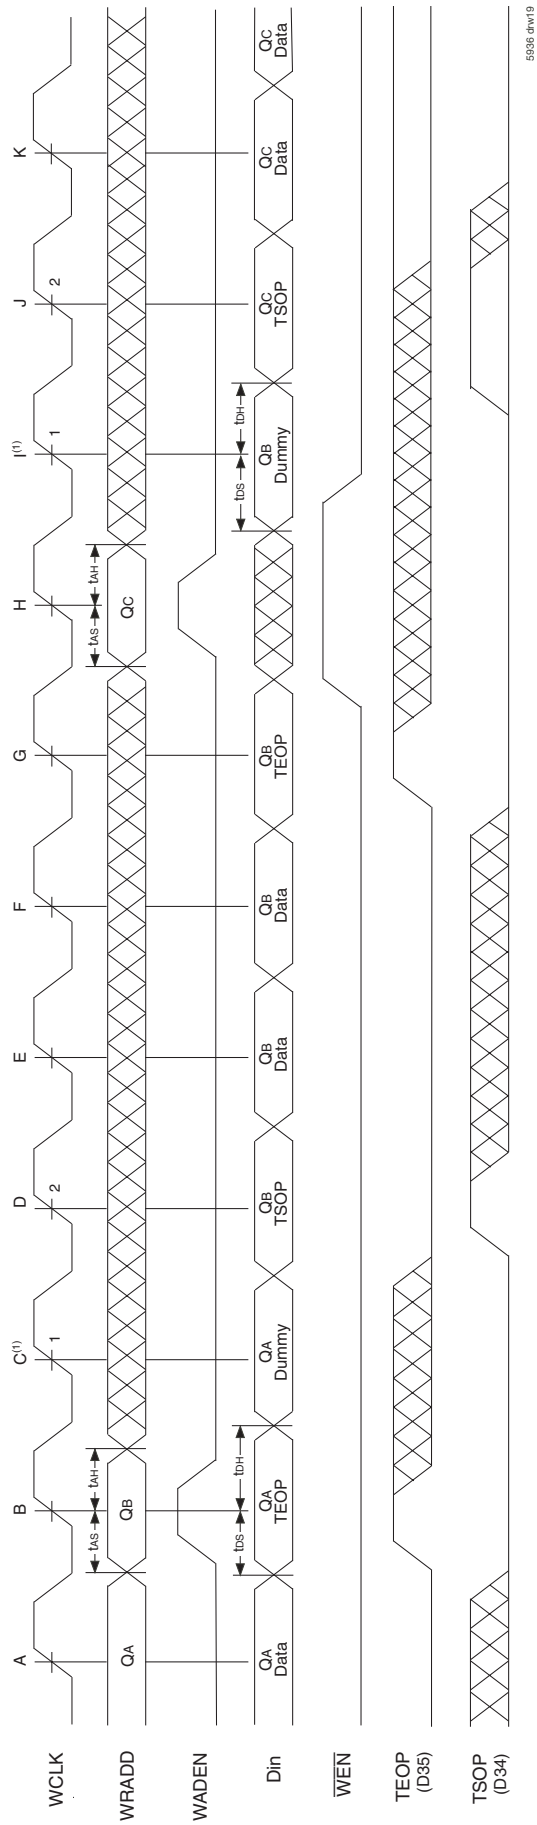 A B C(1) D E F G H I(1) J K
WCLK 1 2 1 2
tAS tAH tAS tAH
WRADD QA QB QC
WADEN
tDS tDH tDS tDH
Din QA Data QA TEOP QA Dummy QB TSOP QB Data QB Data QB TEOP QB Dummy QC TSOP QC Data QC Data
WEN
TEOP
(D35)
TSOP
(D34)
5936 drw19